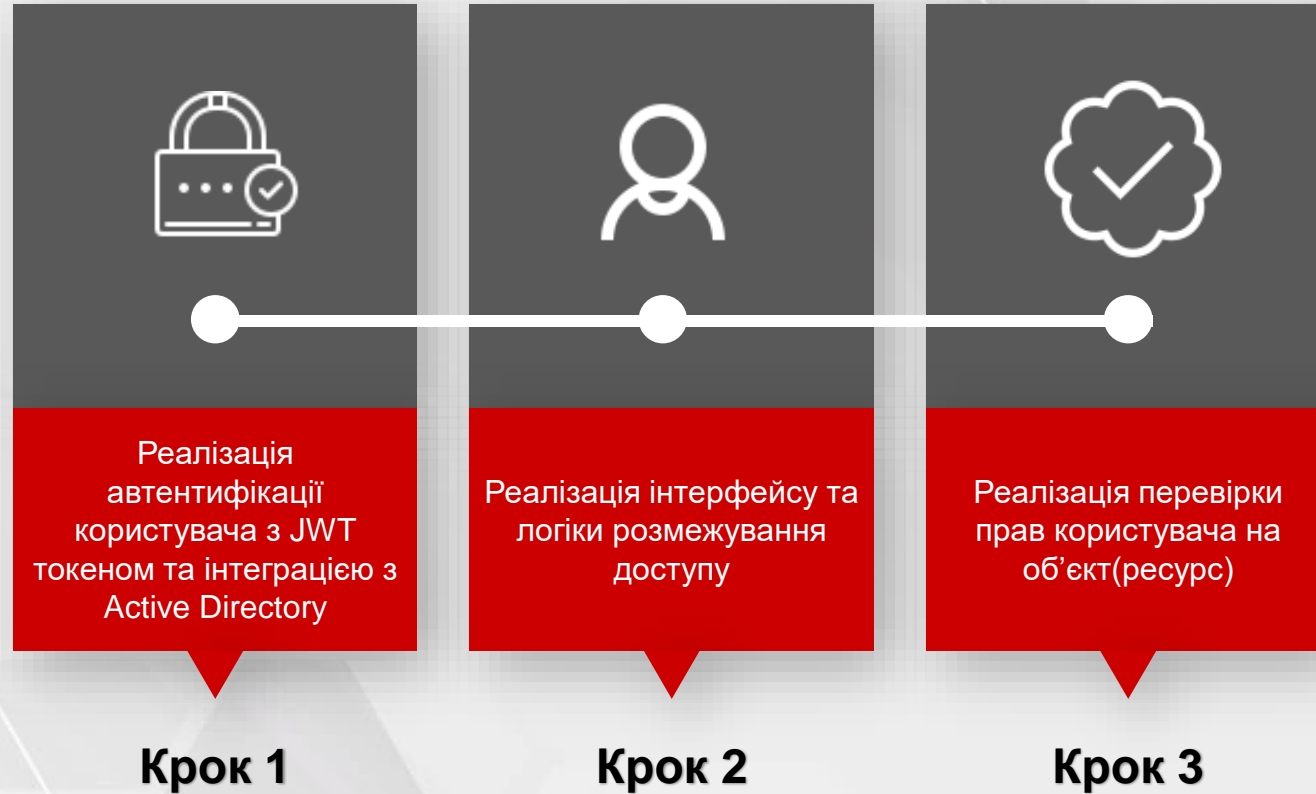 Реалізація
автентифікації
користувача з JWT
токеном та інтеграцією з
Active Directory
Реалізація інтерфейсу та
логіки розмежування
доступу
Реалізація перевірки
прав користувача на
об’єкт(ресурс)
Крок 1
Крок 2
Крок 3